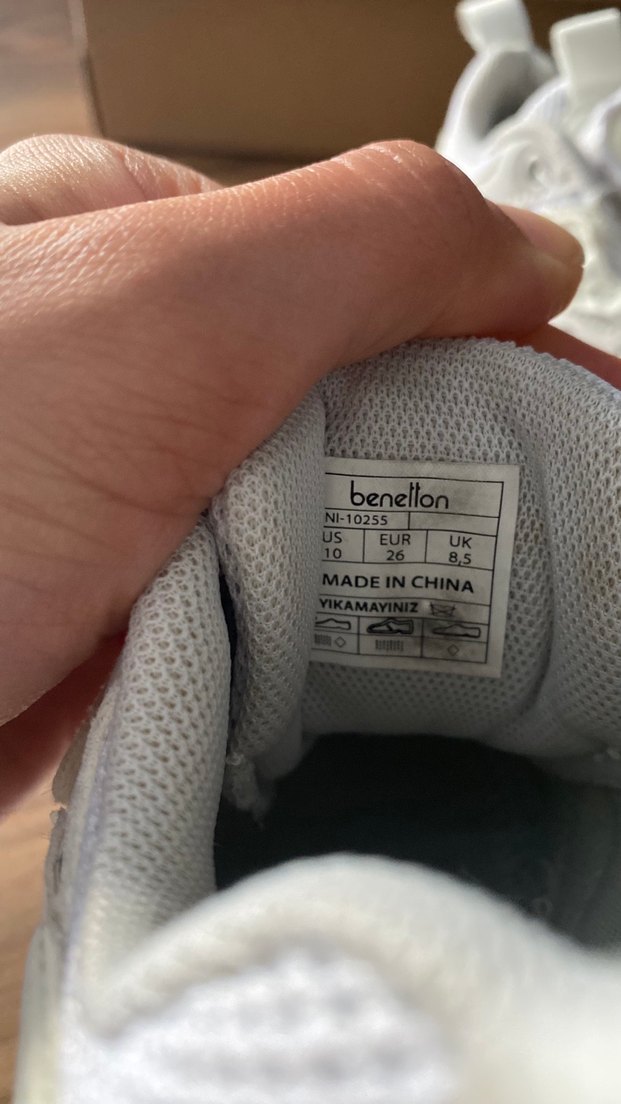 benetton
NI-10255
US EUR UK
10 26 8,5
MADE IN CHINA
YIKAMAYINIZ